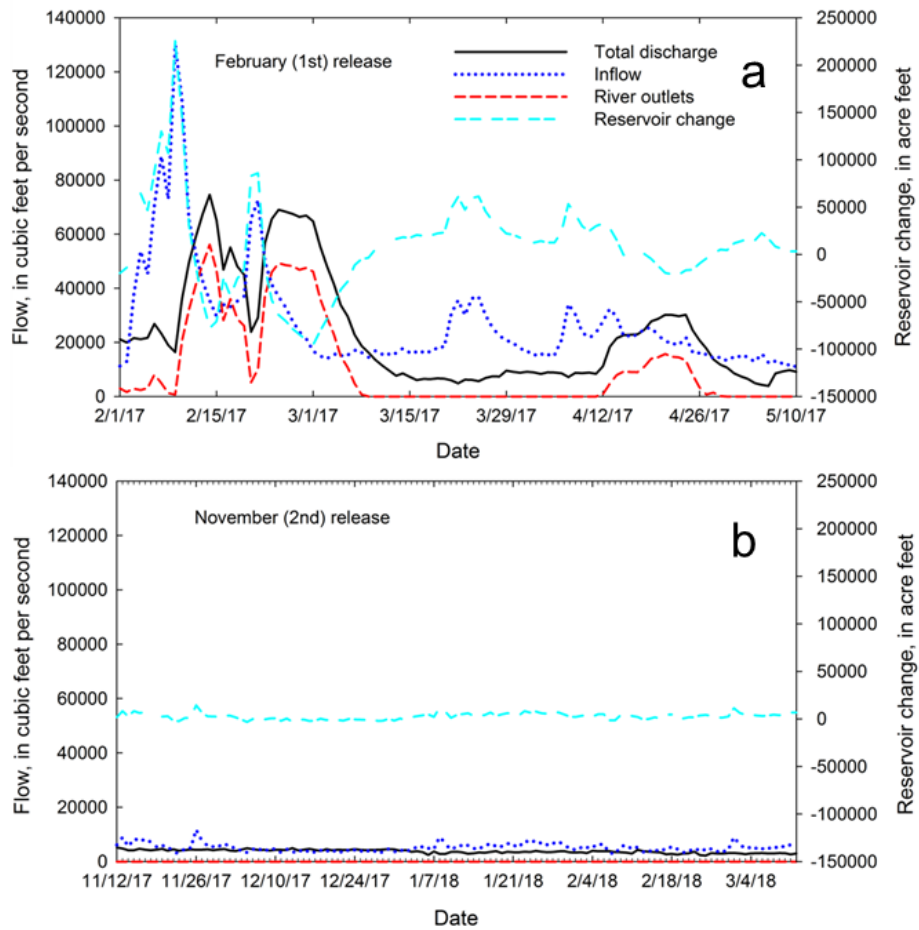 140000
120000
100000
80000
60000
40000
20000
0
Flow, in cubic feet per second
February (1st) release
Total discharge
Inflow
River outlets
Reservoir change
a
250000
200000
150000
100000
50000
0
-50000
-100000
-150000
Reservoir change, in acre feet
2/1/17 2/15/17 3/1/17 3/15/17 3/29/17 4/12/17 4/26/17 5/10/17
Date
140000
120000
100000
80000
60000
40000
20000
0
Flow, in cubic feet per second
November (2nd) release
b
250000
200000
150000
100000
50000
0
-50000
-100000
-150000
Reservoir change, in acre feet
11/12/17 11/26/17 12/10/17 12/24/17 1/7/18 1/21/18 2/4/18 2/18/18 3/4/18
Date